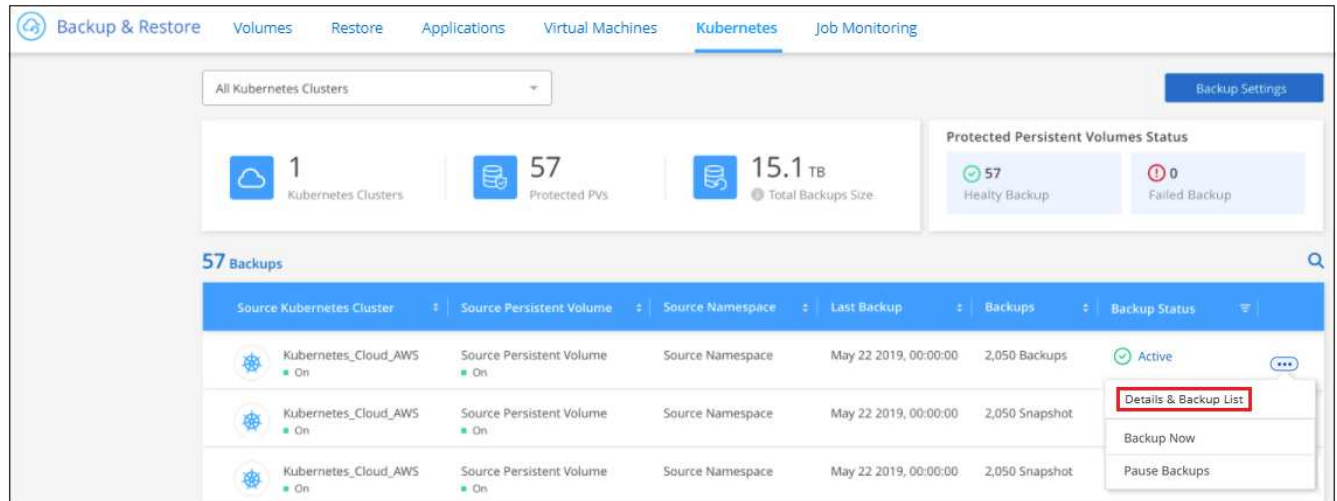 Backup & Restore Volumes Restore Applications Virtual Machines Kubernetes Job Monitoring
All Kubernetes Clusters Backup Settings
1 Kubernetes Clusters
57 Protected PVs
15.1 TB Total Backups Size
Protected Persistent Volumes Status
57 Healty Backup
0 Failed Backup
57 Backups
Source Kubernetes Cluster Source Persistent Volume Source Namespace Last Backup Backups Backup Status
Kubernetes_Cloud_AWS Source Persistent Volume Source Namespace May 22 2019, 00:00:00 2,050 Backups Active
On On
Details & Backup List
Kubernetes_Cloud_AWS Source Persistent Volume Source Namespace May 22 2019, 00:00:00 2,050 Snapshot
On On
Backup Now
Kubernetes_Cloud_AWS Source Persistent Volume Source Namespace May 22 2019, 00:00:00 2,050 Snapshot
On On
Pause Backups